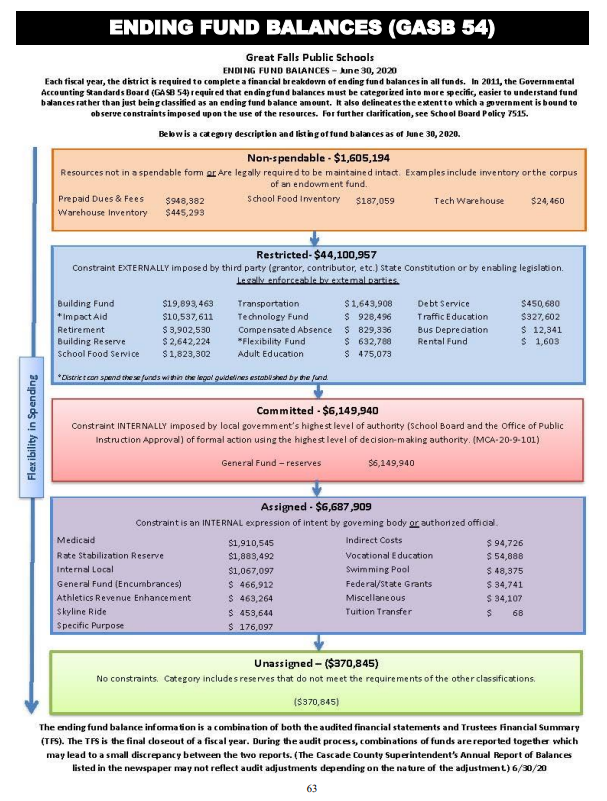 ENDING FUND BALANCES (GASB 54)
Great Falls Public Schools
ENDING FUND BALANCES – June 30, 2020
Each fiscal year, the district is required to complete a financial breakdown of ending fund balances in all funds. In 2011, the Governmental
Accounting Standards Board (GASB 54) required that ending fund balances must be categorized into more specific, easier to understand fund
balances rather than just being classified as an ending fund balance amount. It also delineates the extent to which a government is bound to
observe constraints imposed upon the use of the resources. For further clarification, see School Board Policy 7515.
Below is a category description and listing of fund balances as of June 30, 2020.
Flexibility in Spending
Non-spendable - $1,605,194
Resources not in a spendable form or Are legally required to be maintained intact. Examples include inventory or the corpus
of an endowment fund.
Prepaid Dues & Fees $948,382 School Food Inventory $187,059 Tech Warehouse $24,460
Warehouse Inventory $445,293
Restricted- $44,100,957
Constraint EXTERNALLY imposed by third party (grantor, contributor, etc.) State Constitution or by enabling legislation.
Legally enforceable by external parties.
Building Fund $19,893,463 Transportation $ 1,643,908 Debt Service $450,680
*Impact Aid $10,537,611 Technology Fund $ 928,496 Traffic Education $327,602
Retirement $ 3,902,530 Compensated Absence $ 829,336 Bus Depreciation $ 12,341
Building Reserve $ 2,642,224 *Flexibility Fund $ 632,788 Rental Fund $ 1,603
School Food Service $ 1,823,302 Adult Education $ 475,073
*District can spend these funds within the legal guidelines established by the fund.
Committed - $6,149,940
Constraint INTERNALLY imposed by local government's highest level of authority (School Board and the Office of Public
Instruction Approval) of formal action using the highest level of decision-making authority. (MCA-20-9-101)
General Fund – reserves $6,149,940
Assigned - $6,687,909
Constraint is an INTERNAL expression of intent by governing body or authorized official.
Medicaid $1,910,545 Indirect Costs $ 94,726
Rate Stabilization Reserve $1,883,492 Vocational Education $ 54,888
Internal Local $1,067,097 Swimming Pool $ 48,375
General Fund (Encumbrances) $ 466,912 Federal/State Grants $ 34,741
Athletics Revenue Enhancement $ 463,264 Miscellaneous $ 34,107
Skyline Ride $ 453,644 Tuition Transfer $ 68
Specific Purpose $ 176,097
Unassigned – ($370,845)
No constraints. Category includes reserves that do not meet the requirements of the other classifications.
($370,845)
The ending fund balance information is a combination of both the audited financial statements and Trustees Financial Summary
(TFS). The TFS is the final closeout of a fiscal year. During the audit process, combinations of funds are reported together which
may lead to a small discrepancy between the two reports. (The Cascade County Superintendent's Annual Report of Balances
listed in the newspaper may not reflect audit adjustments depending on the nature of the adjustment.) 6/30/20
63